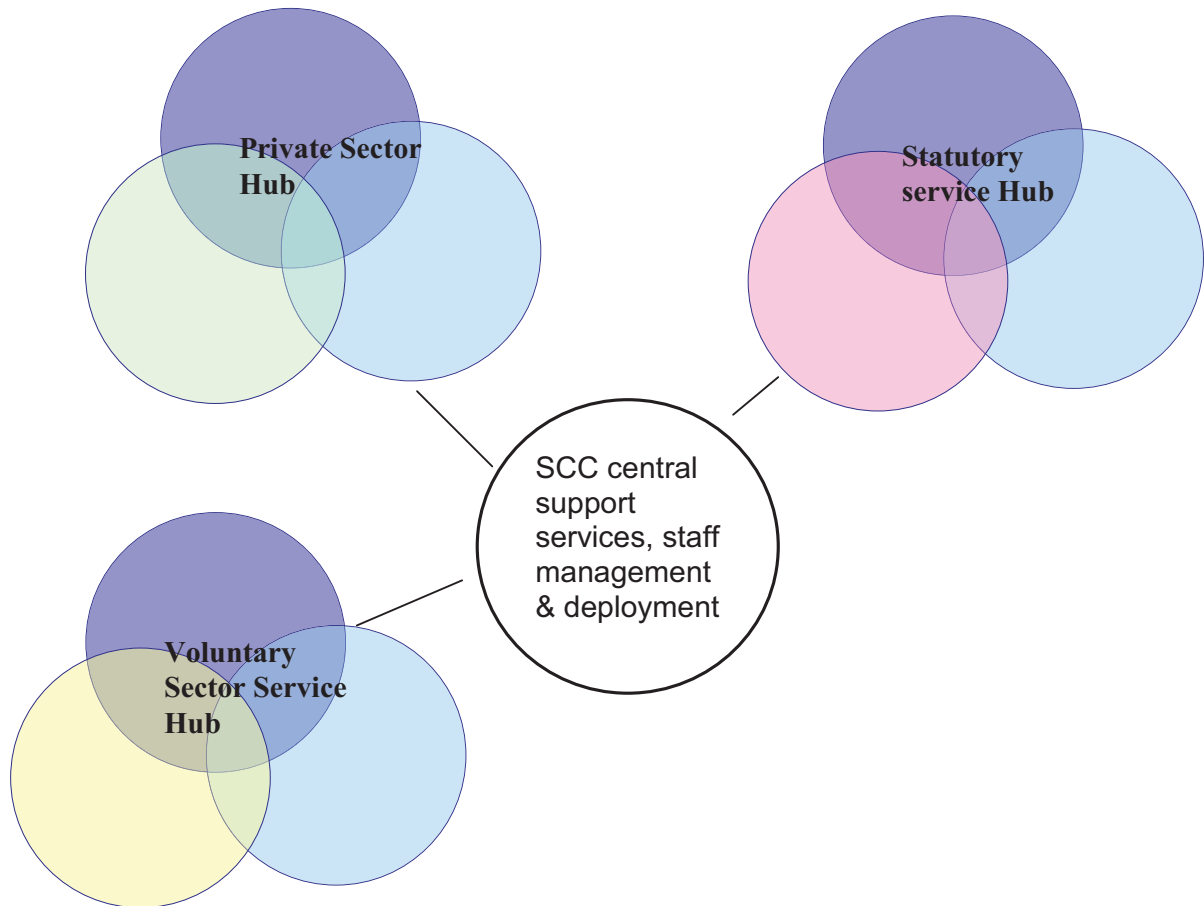 Private Sector
Hub
Statutory
service Hub
SCC central
support
services, staff
management
& deployment
Voluntary
Sector Service
Hub